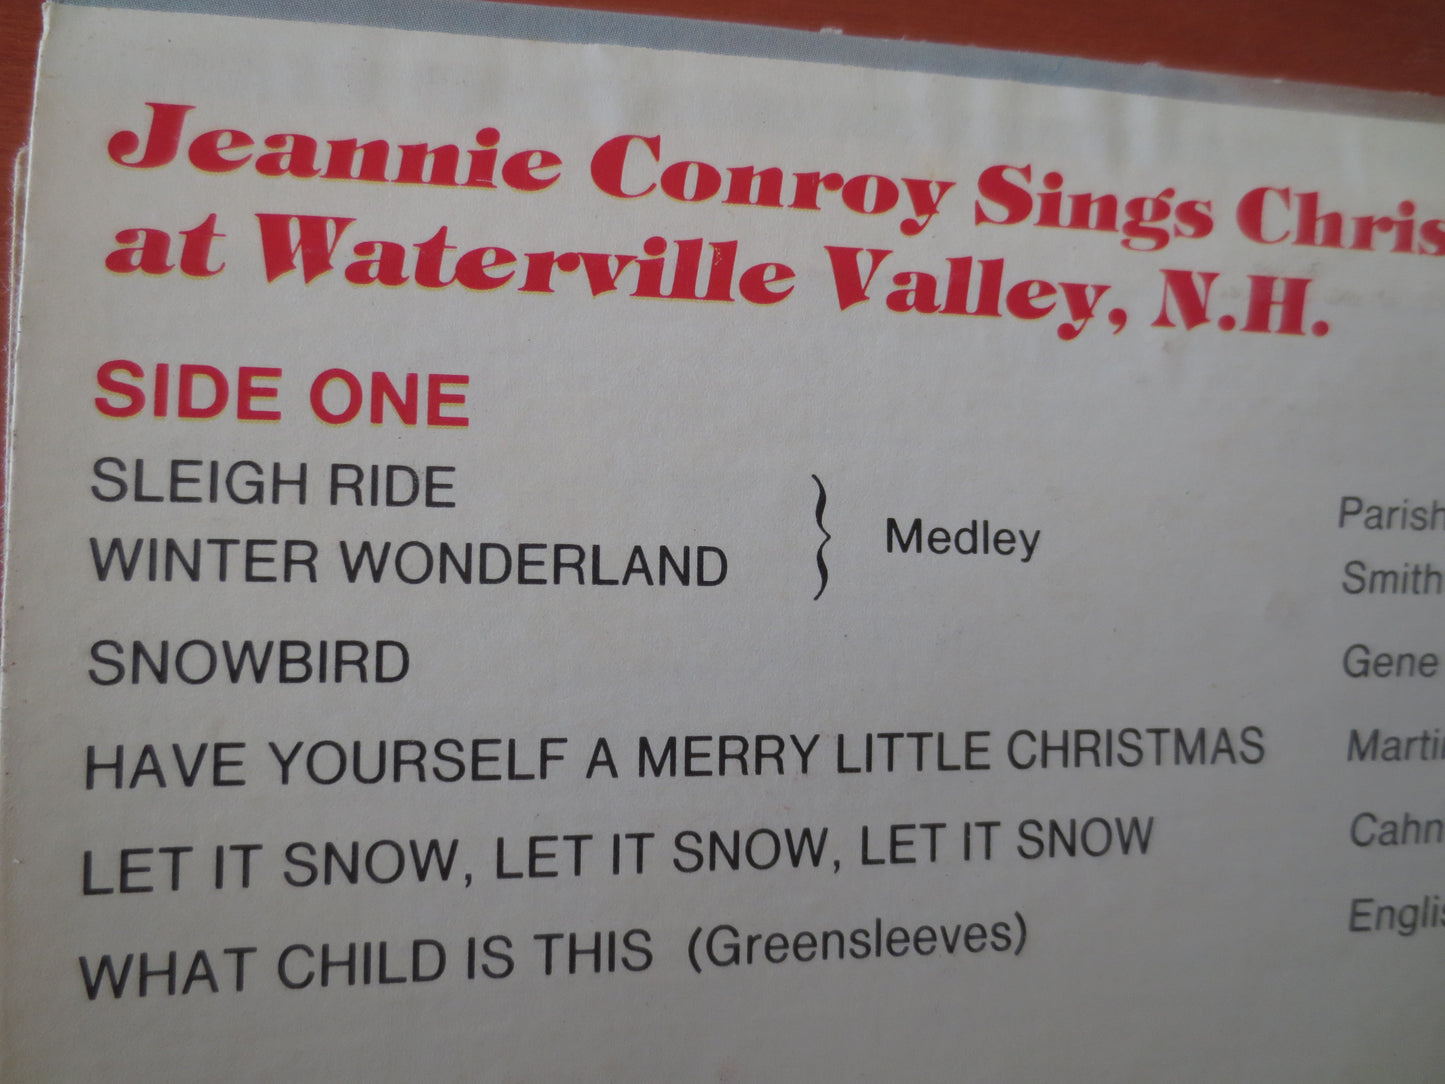 Jeannie Conroy Sings Chris
at Waterville Valley, N.H.
SIDE ONE
SLEIGH RIDE } Medley Parish
WINTER WONDERLAND Smith
SNOWBIRD Gene
HAVE YOURSELF A MERRY LITTLE CHRISTMAS Martin
LET IT SNOW, LET IT SNOW, LET IT SNOW Cahn
WHAT CHILD IS THIS (Greensleeves) Englis